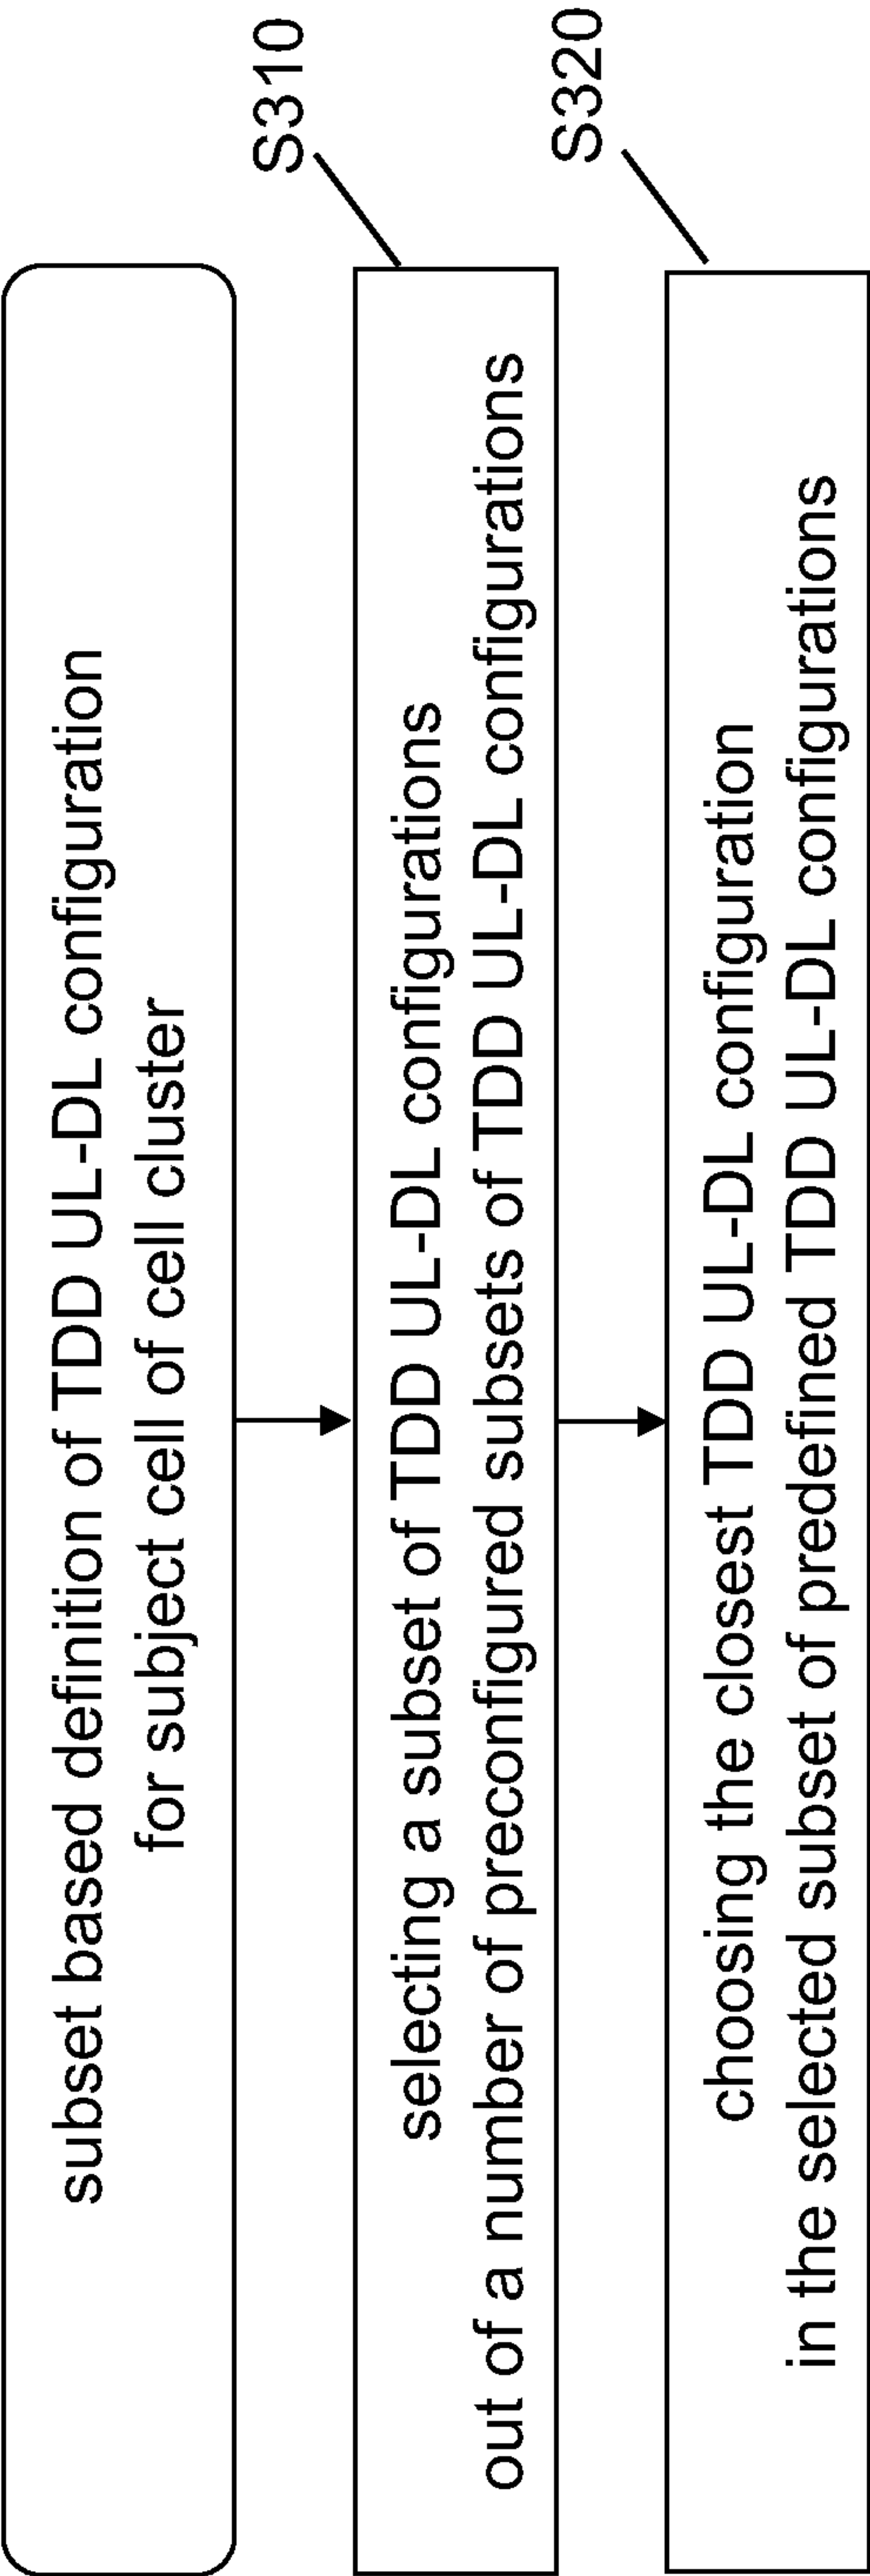 subset based definition of TDD UL-DL configuration
for subject cell of cell cluster
S310
selecting a subset of TDD UL-DL configurations
out of a number of preconfigured subsets of TDD UL-DL configurations
S320
choosing the closest TDD UL-DL configuration
in the selected subset of predefined TDD UL-DL configurations